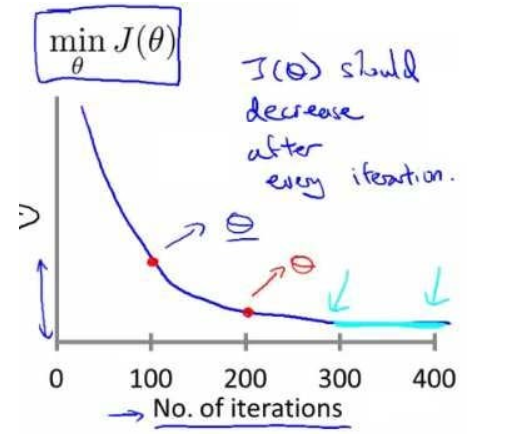 min J(θ)
θ
J(θ) should
decrease
after
every iteration.
θ
θ
0 100 200 300 400
→ No. of iterations